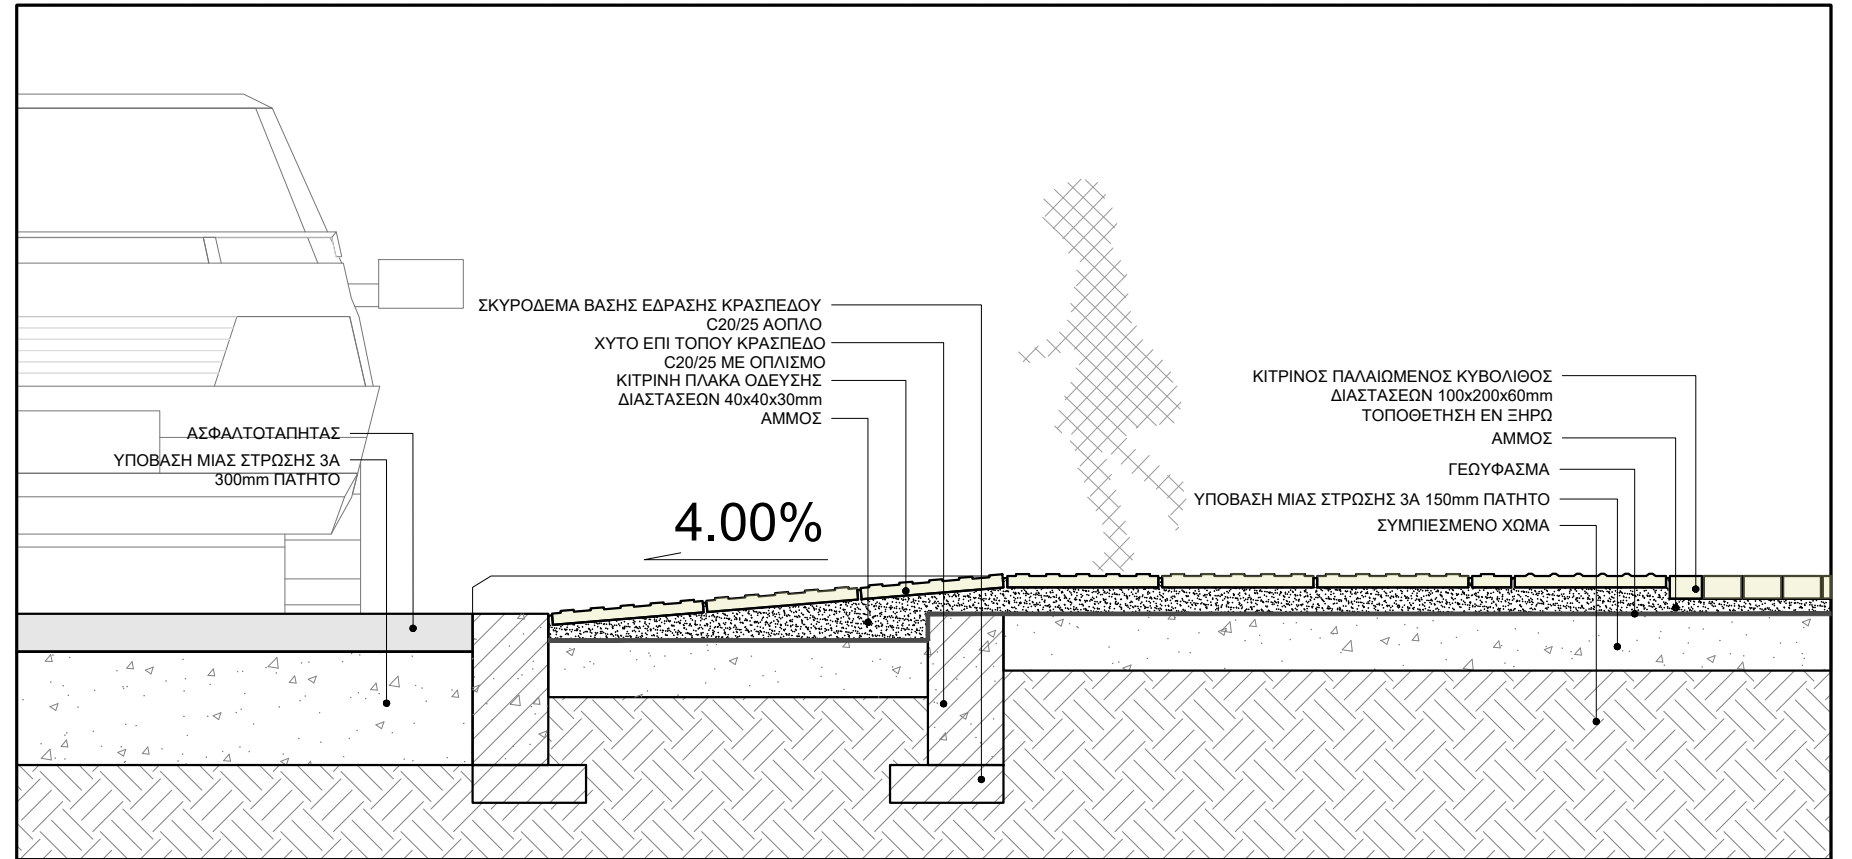 ΣΚΥΡΟΔΕΜΑ ΒΑΣΗΣ ΕΔΡΑΣΗΣ ΚΡΑΣΠΕΔΟΥ
C20/25 ΑΟΠΛΟ
ΧΥΤΟ ΕΠΙ ΤΟΠΟΥ ΚΡΑΣΠΕΔΟ
C20/25 ΜΕ ΟΠΛΙΣΜΟ
ΚΙΤΡΙΝΗ ΠΛΑΚΑ ΟΔΕΥΣΗΣ
ΔΙΑΣΤΑΣΕΩΝ 40x40x30mm
ΑΜΜΟΣ
ΑΣΦΑΛΤΟΤΑΠΗΤΑΣ
ΥΠΟΒΑΣΗ ΜΙΑΣ ΣΤΡΩΣΗΣ 3Α
300mm ΠΑΤΗΤΟ
4.00%
ΚΙΤΡΙΝΟΣ ΠΑΛΑΙΩΜΕΝΟΣ ΚΥΒΟΛΙΘΟΣ
ΔΙΑΣΤΑΣΕΩΝ 100x200x60mm
ΤΟΠΟΘΕΤΗΣΗ ΕΝ ΞΗΡΩ
ΑΜΜΟΣ
ΓΕΩΥΦΑΣΜΑ
ΥΠΟΒΑΣΗ ΜΙΑΣ ΣΤΡΩΣΗΣ 3Α 150mm ΠΑΤΗΤΟ
ΣΥΜΠΙΕΣΜΕΝΟ ΧΩΜΑ